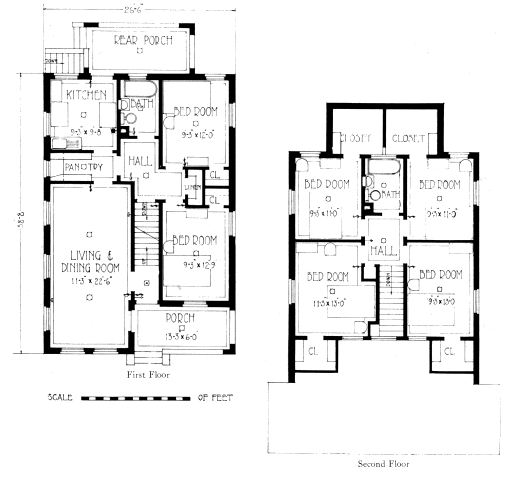 26'-6"
REAR PORCH
DOWN
KITCHEN
9-3" x 9-8
BATH
BED ROOM
9-3" x 12-0"
HALL
PANTRY
CL.
LINEN
CL.
BED ROOM
9-3" x 12-9
LIVING &
DINING ROOM
11-3" x 22-6"
38-8
PORCH
13-3 x 6-0"
First Floor
SCALE OF FEET
CLOSET
CLOSET
BED ROOM
9-3 x 11-0
BATH
BED ROOM
9-3" x 11-0"
HALL
DOWN
BED ROOM
11-3" x 13-0"
BED ROOM
9-3" x 13-0"
CL.
CL.
Second Floor